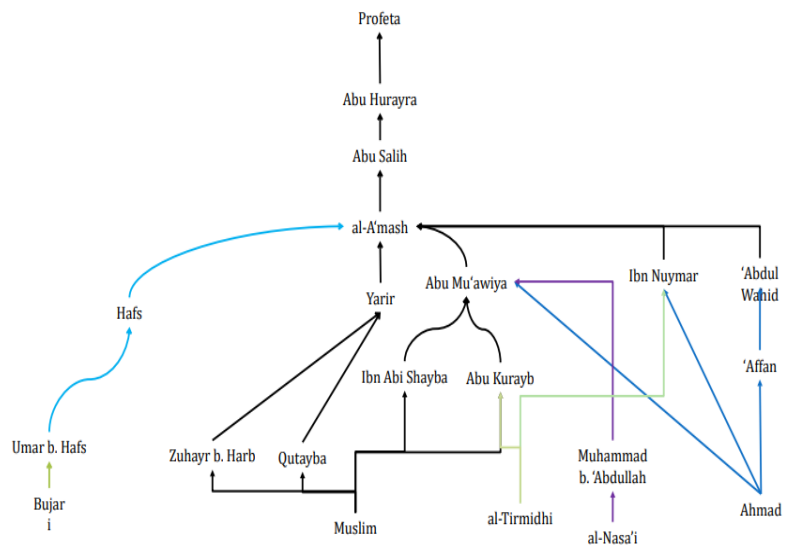 Profeta
Abu Hurayra
Abu Salih
al-A‘mash
Hafs
Yarir
Abu Mu‘awiya
Ibn Nuymar
‘Abdul
Wahid
Ibn Abi Shayba
Abu Kurayb
‘Affan
Umar b. Hafs
Zuhayr b. Harb
Qutayba
Muhammad
b. ‘Abdullah
Bujar
i
Muslim
al-Tirmidhi
al-Nasa’i
Ahmad